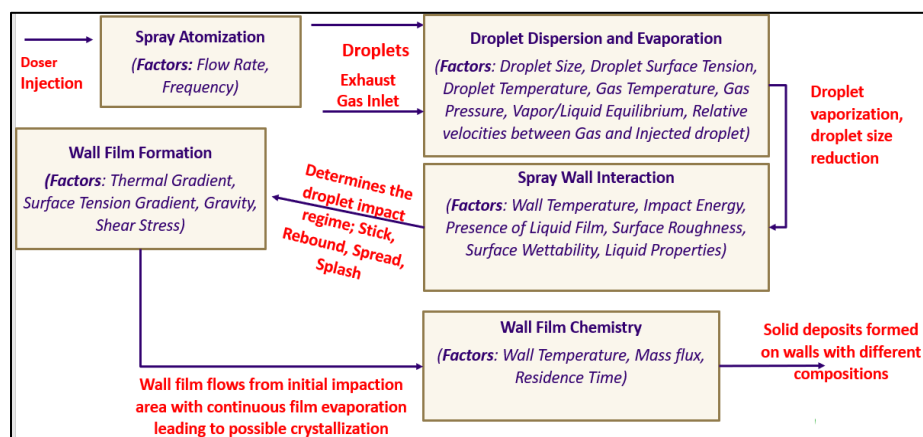 Doser
Injection
Spray Atomization
(Factors: Flow Rate,
Frequency)
Droplets
Exhaust
Gas Inlet
Droplet Dispersion and Evaporation
(Factors: Droplet Size, Droplet Surface Tension,
Droplet Temperature, Gas Temperature, Gas
Pressure, Vapor/Liquid Equilibrium, Relative
velocities between Gas and Injected droplet)
Droplet
vaporization,
droplet size
reduction
Spray Wall Interaction
(Factors: Wall Temperature, Impact Energy,
Presence of Liquid Film, Surface Roughness,
Surface Wettability, Liquid Properties)
Determines the
droplet impact
regime; Stick,
Rebound, Spread,
Splash
Wall Film Formation
(Factors: Thermal Gradient,
Surface Tension Gradient, Gravity,
Shear Stress)
Wall film flows from initial impaction
area with continuous film evaporation
leading to possible crystallization
Wall Film Chemistry
(Factors: Wall Temperature, Mass flux,
Residence Time)
Solid deposits formed
on walls with different
compositions